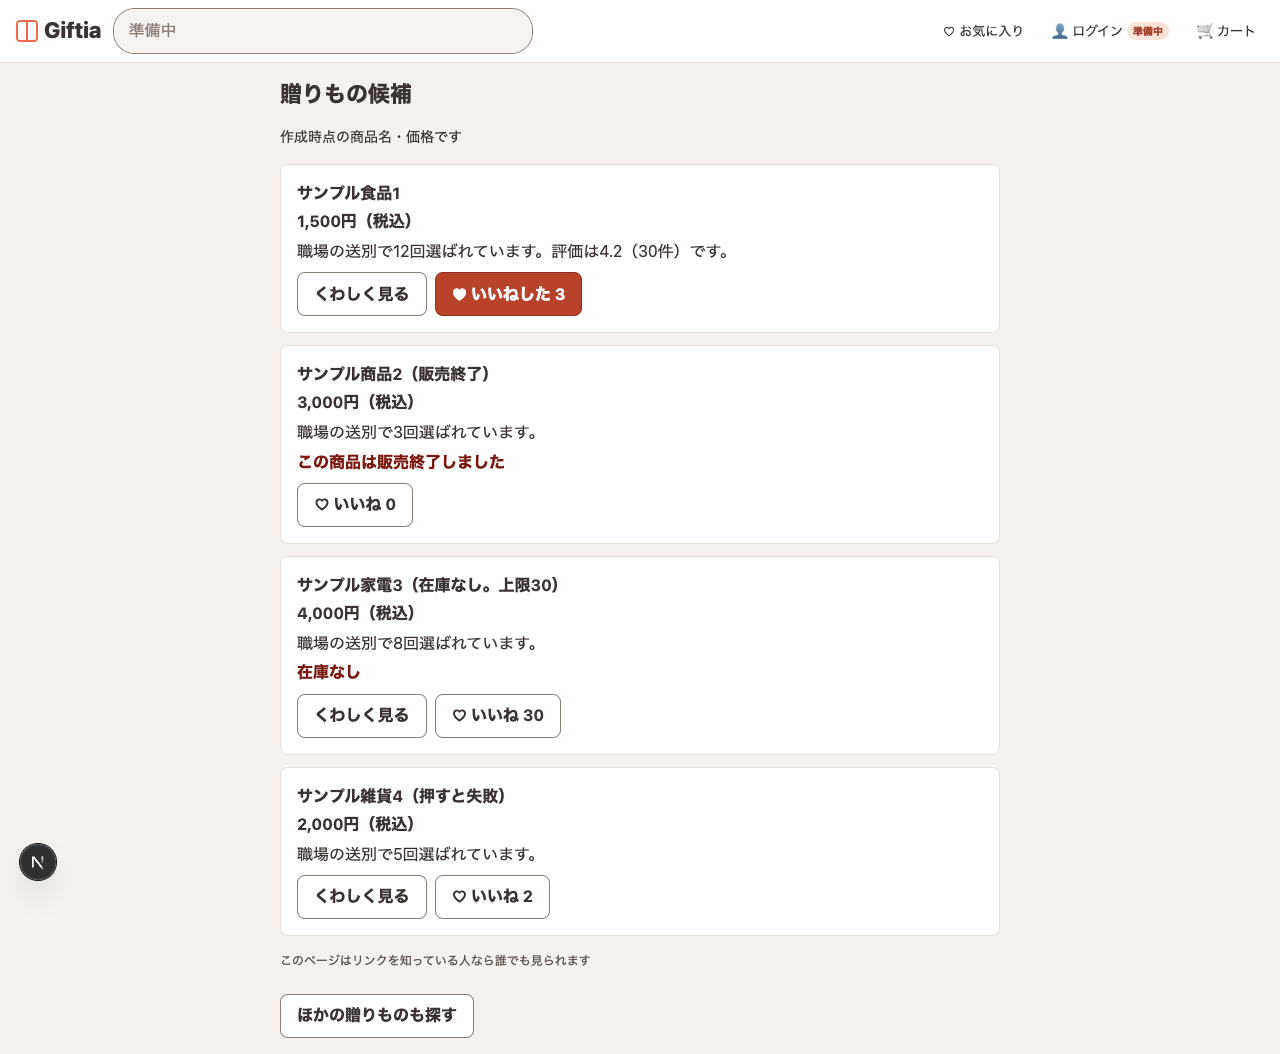 Giftia
準備中
♡ お気に入り
👤 ログイン 準備中
🛒 カート
贈りもの候補
作成時点の商品名・価格です
サンプル食品1
1,500円（税込）
職場の送別で12回選ばれています。評価は4.2（30件）です。
くわしく見る
♥ いいねした 3
サンプル商品2（販売終了）
3,000円（税込）
職場の送別で3回選ばれています。
この商品は販売終了しました
♡ いいね 0
サンプル家電3（在庫なし。上限30）
4,000円（税込）
職場の送別で8回選ばれています。
在庫なし
くわしく見る
♡ いいね 30
サンプル雑貨4（押すと失敗）
2,000円（税込）
職場の送別で5回選ばれています。
くわしく見る
♡ いいね 2
N
このページはリンクを知っている人なら誰でも見られます
ほかの贈りものも探す